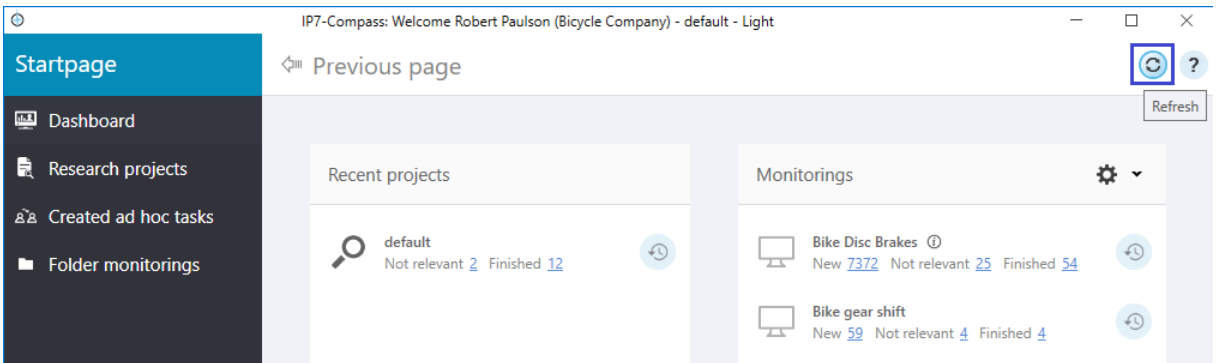 IP7-Compass: Welcome Robert Paulson (Bicycle Company) - default - Light
Startpage
Previous page
?
Refresh
Dashboard
Research projects
Created ad hoc tasks
Folder monitorings
Recent projects
default
Not relevant 2 Finished 12
Monitorings
Bike Disc Brakes
New 7372 Not relevant 25 Finished 54
Bike gear shift
New 59 Not relevant 4 Finished 4